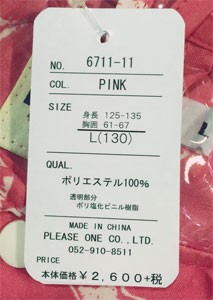 NO. 6711-11
COL. PINK
SIZE
身長 125-135
胸囲 61-67
L(130)
QUAL.
ポリエステル100%
透明部分
ポリ塩化ビニル樹脂
MADE IN CHINA
PLEASE ONE CO.,LTD.
052-910-8511
PRICE
本体価格￥2,600+税